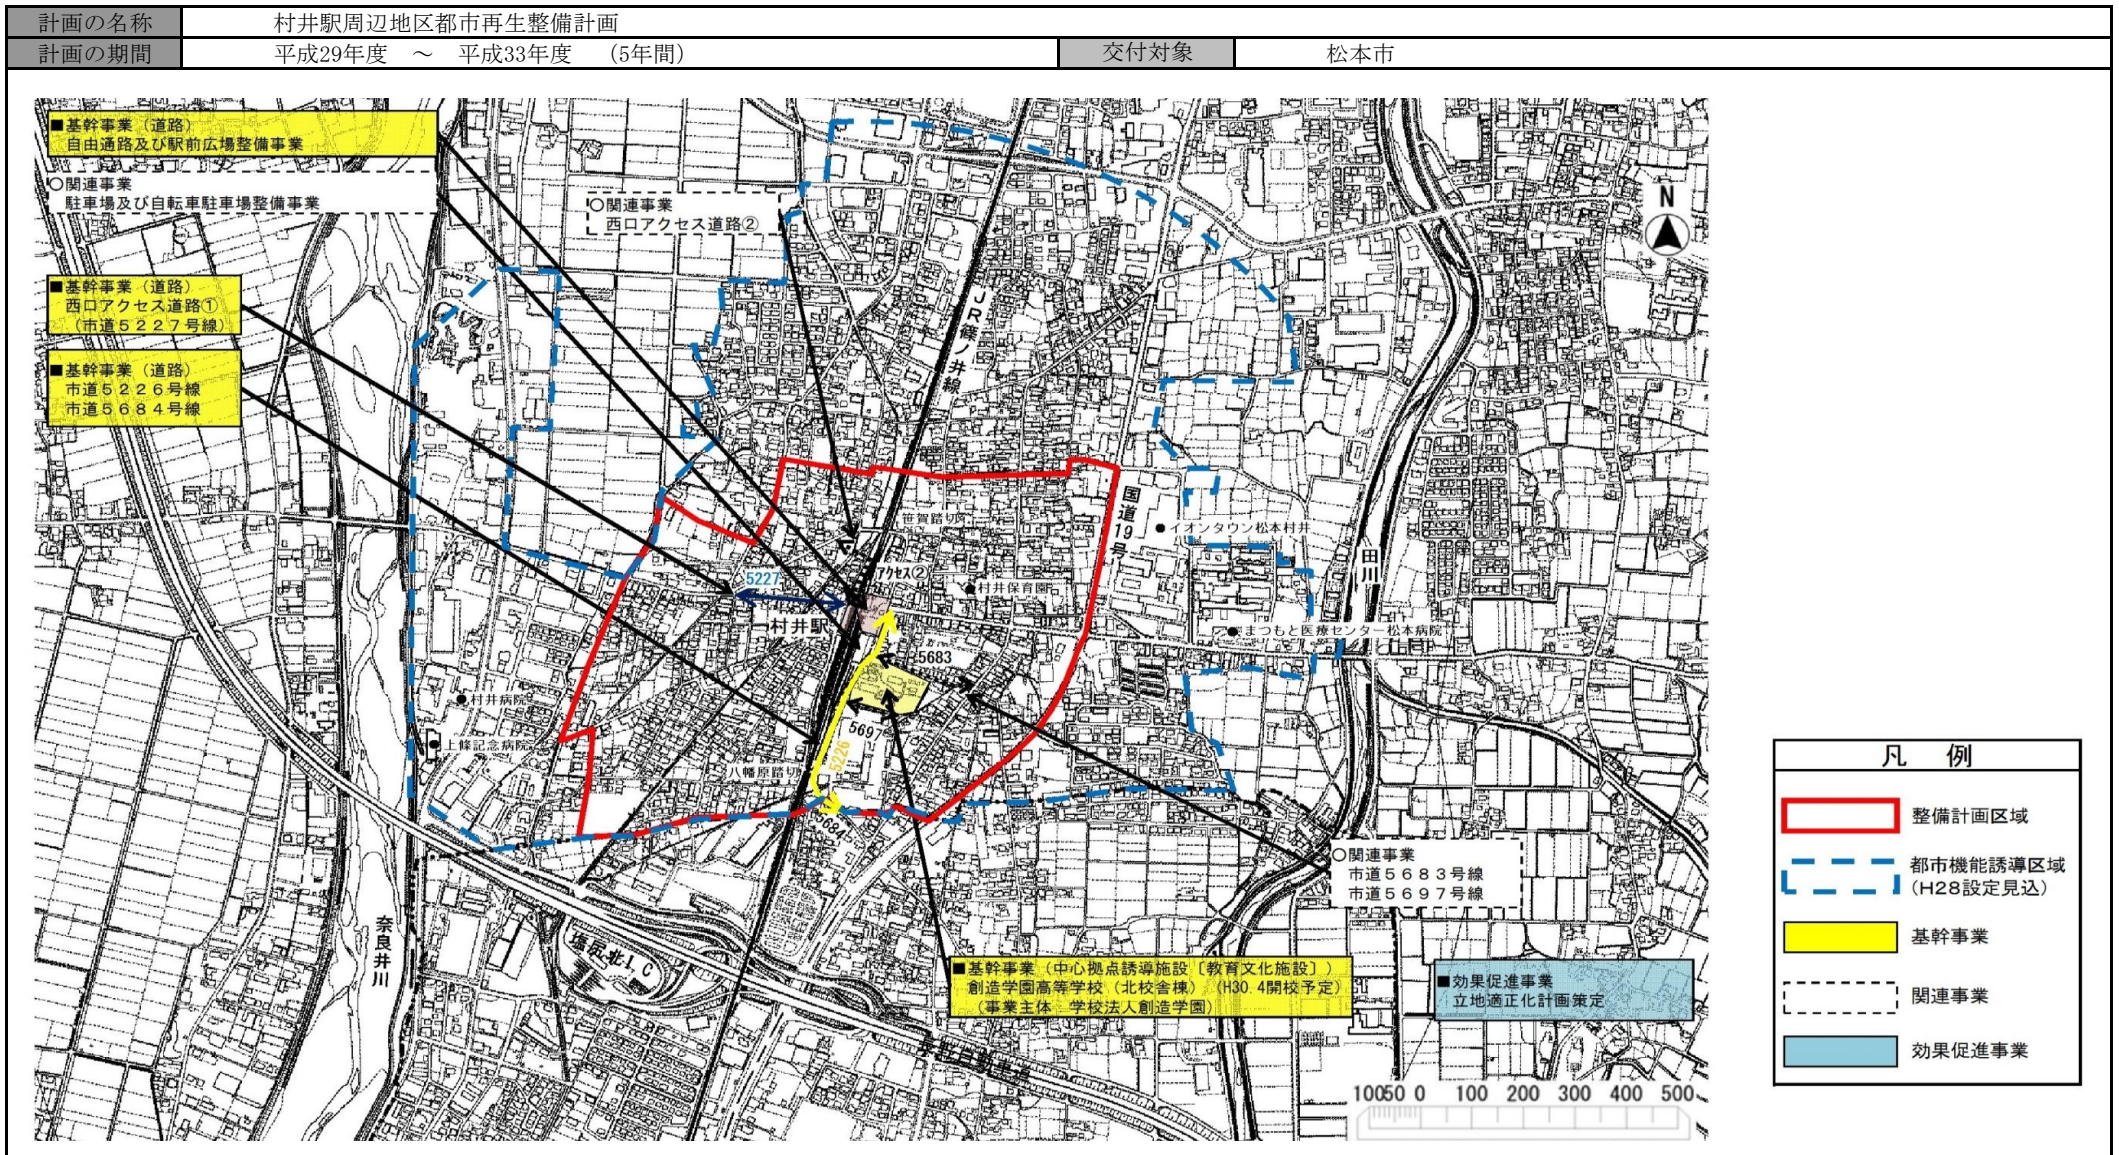 計画の名称
村井駅周辺地区都市再生整備計画
計画の期間
平成29年度　～　平成33年度　(5年間)
交付対象
松本市
■基幹事業（道路）
自由通路及び駅前広場整備事業
○関連事業
駐車場及び自転車駐車場整備事業
○関連事業
西口アクセス道路②
■基幹事業（道路）
西口アクセス道路①
（市道５２２７号線）
■基幹事業（道路）
市道５２２６号線
市道５６８４号線
N
ＪＲ篠ノ井線
国道19号
笹賀踏切
イオンタウン松本村井
田川
ｱｸｾｽ②
5227
村井保育園
村井駅
まつもと医療センター松本病院
5683
村井病院
上條記念病院
5697
5226
八幡原踏切
5684
○関連事業
市道５６８３号線
市道５６９７号線
奈良井川
塩尻北ＩＣ
■基幹事業（中心拠点誘導施設〔教育文化施設〕）
創造学園高等学校（北校舎棟）（H30.4開校予定）
（事業主体　学校法人創造学園）
■効果促進事業
立地適正化計画策定
100 50 0 100 200 300 400 500
凡　例
整備計画区域
都市機能誘導区域
(H28設定見込)
基幹事業
関連事業
効果促進事業